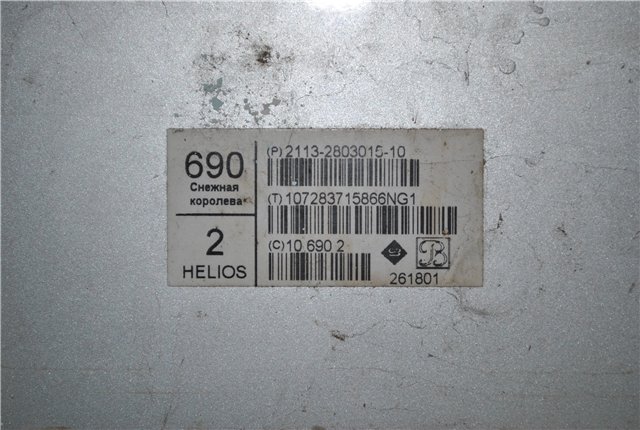 690
Снежная
королева
2
HELIOS
(P) 2113-2803015-10
(T) 107283715866NG1
(C) 10 690 2
B
261801